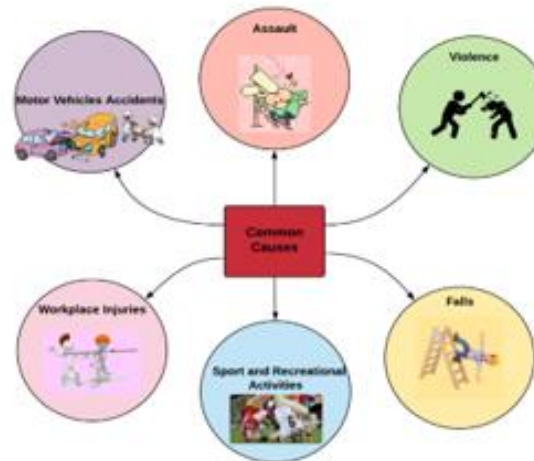 Assault
Motor Vehicles Accidents
Violence
Common
Causes
Workplace Injuries
Sport and Recreational
Activities
Falls